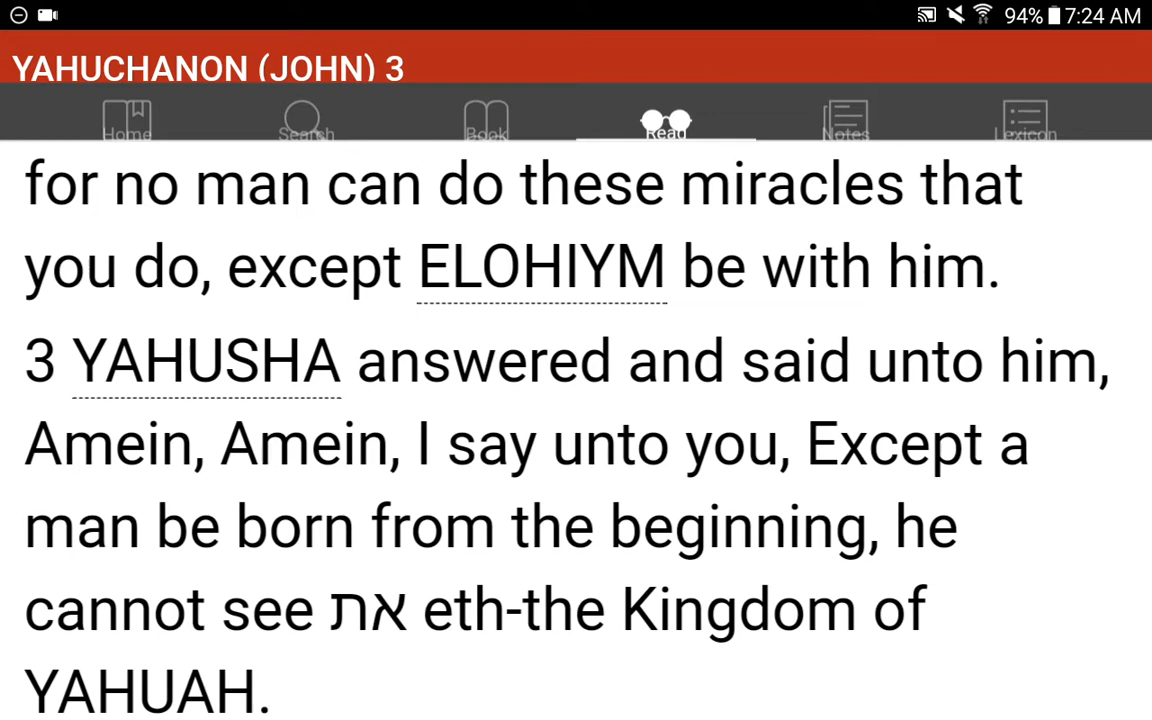 94% 7:24 AM
YAHUCHANON (JOHN) 3
Home Search Book Read Notes Lexicon
for no man can do these miracles that
you do, except ELOHIYM be with him.
3 YAHUSHA answered and said unto him,
Amein, Amein, I say unto you, Except a
man be born from the beginning, he
cannot see את eth-the Kingdom of
YAHUAH.